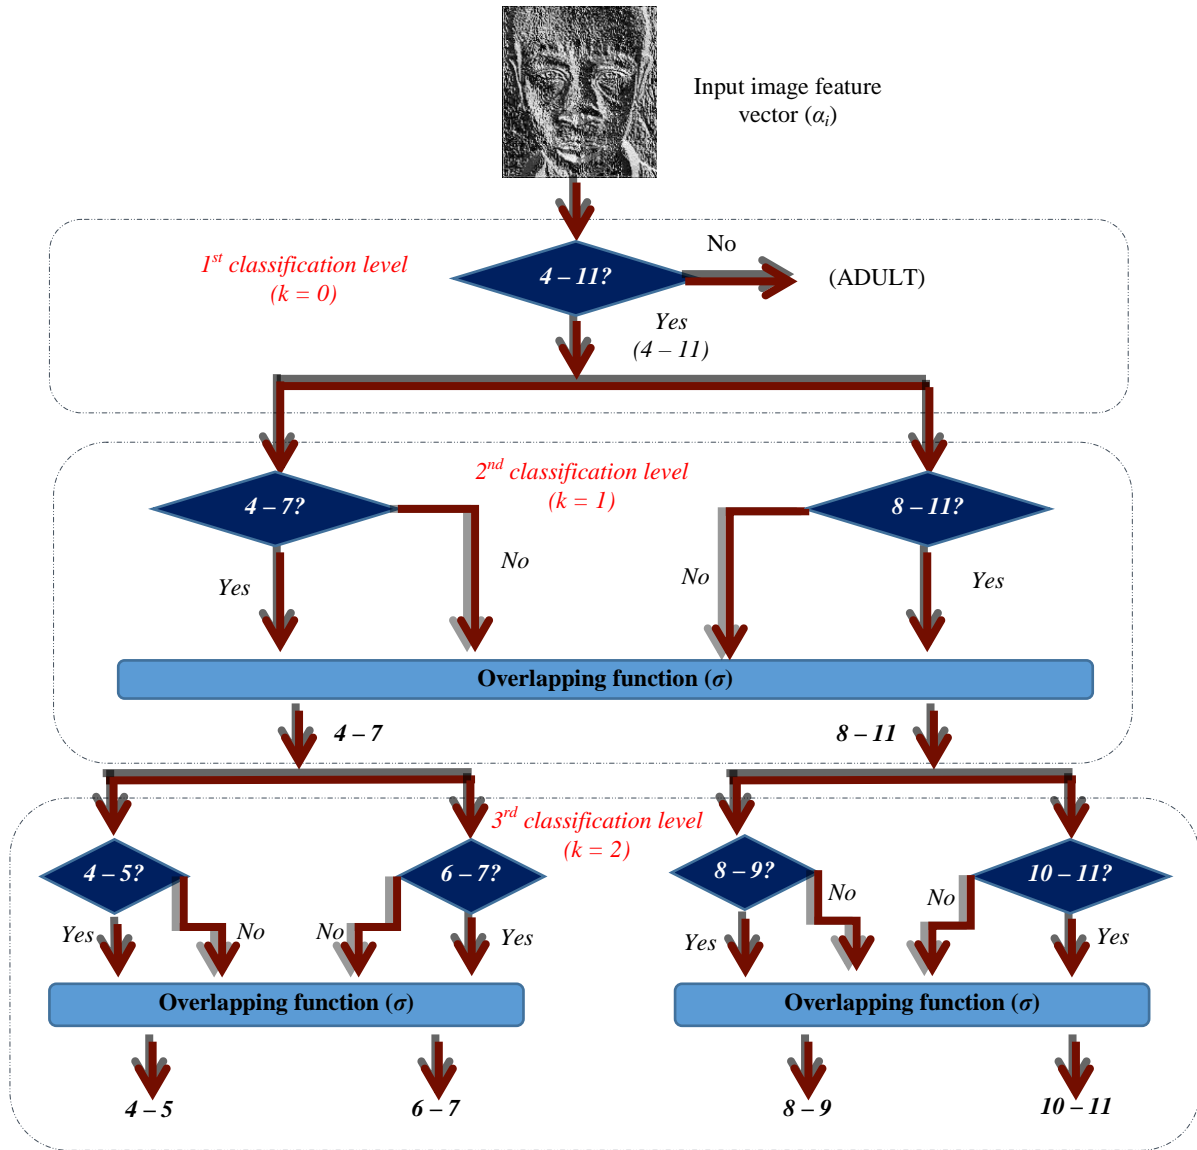 Input image feature
vector (αi)
No
1st classification level
(k = 0)
4 – 11?
(ADULT)
Yes
(4 – 11)
2nd classification level
(k = 1)
4 – 7?
8 – 11?
No
No
Yes
Yes
Overlapping function (σ)
4 – 7
8 – 11
3rd classification level
(k = 2)
4 – 5?
6 – 7?
8 – 9?
10 – 11?
No
No
Yes
No
No
Yes
Yes
Yes
Overlapping function (σ)
Overlapping function (σ)
4 – 5
6 – 7
8 – 9
10 – 11